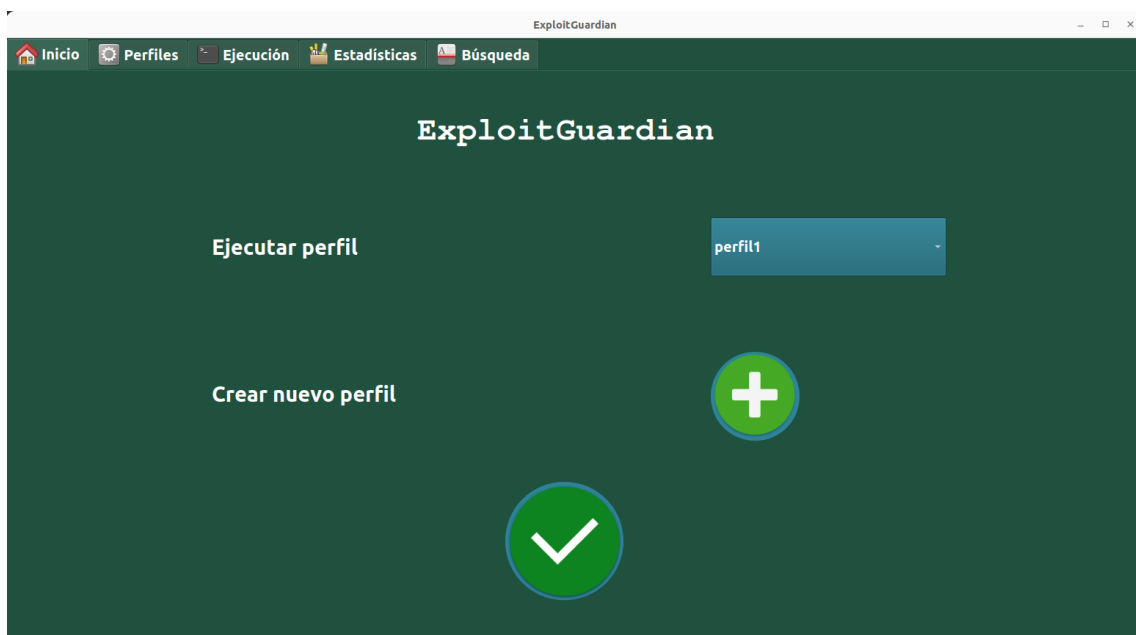 ExploitGuardian
Inicio Perfiles Ejecución Estadísticas Búsqueda
ExploitGuardian
Ejecutar perfil perfil1
Crear nuevo perfil